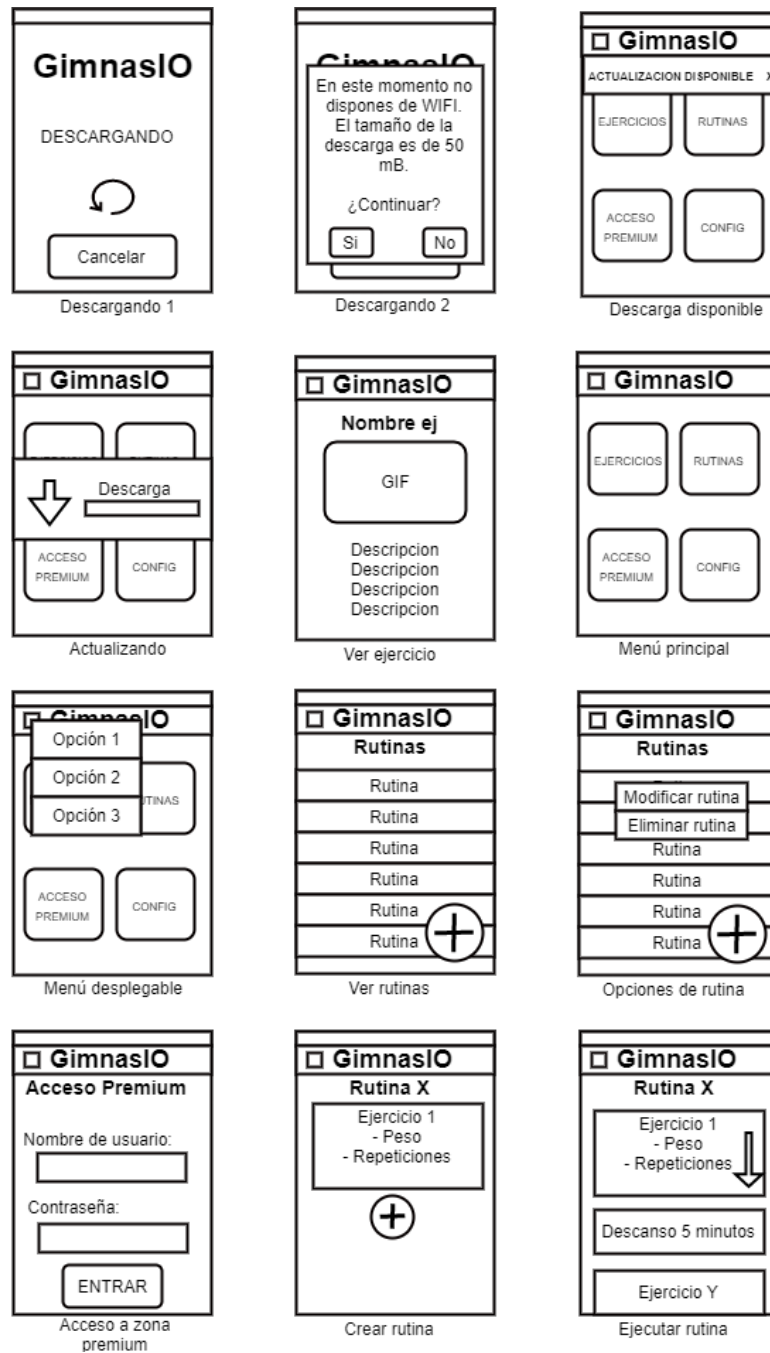 GimnasIO
DESCARGANDO
Cancelar
Descargando 1
GimnasIO
En este momento no
dispones de WIFI.
El tamaño de la
descarga es de 50
mB.
¿Continuar?
Si No
Descargando 2
GimnasIO
ACTUALIZACION DISPONIBLE X
EJERCICIOS RUTINAS
ACCESO
PREMIUM
CONFIG
Descarga disponible
GimnasIO
Descarga
ACCESO
PREMIUM
CONFIG
Actualizando
GimnasIO
Nombre ej
GIF
Descripcion
Descripcion
Descripcion
Descripcion
Ver ejercicio
GimnasIO
EJERCICIOS RUTINAS
ACCESO
PREMIUM
CONFIG
Menú principal
GimnasIO
Opción 1
Opción 2
Opción 3
UTINAS
ACCESO
PREMIUM
CONFIG
Menú desplegable
GimnasIO
Rutinas
Rutina
Rutina
Rutina
Rutina
Rutina
Rutina
Ver rutinas
GimnasIO
Rutinas
Modificar rutina
Eliminar rutina
Rutina
Rutina
Rutina
Rutina
Opciones de rutina
GimnasIO
Acceso Premium
Nombre de usuario:
Contraseña:
ENTRAR
Acceso a zona
premium
GimnasIO
Rutina X
Ejercicio 1
- Peso
- Repeticiones
Crear rutina
GimnasIO
Rutina X
Ejercicio 1
- Peso
- Repeticiones
Descanso 5 minutos
Ejercicio Y
Ejecutar rutina